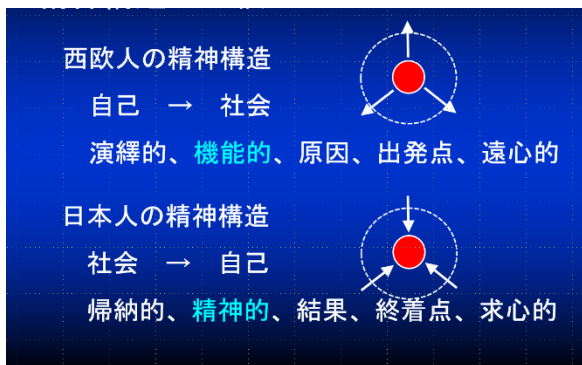 西欧人の精神構造
自己 → 社会
演繹的、機能的、原因、出発点、遠心的
日本人の精神構造
社会 → 自己
帰納的、精神的、結果、終着点、求心的